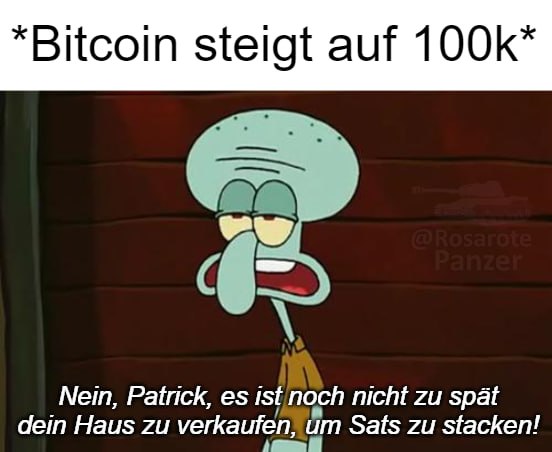 *Bitcoin steigt auf 100k*
@Rosarote
Panzer
Nein, Patrick, es ist noch nicht zu spät
dein Haus zu verkaufen, um Sats zu stacken!